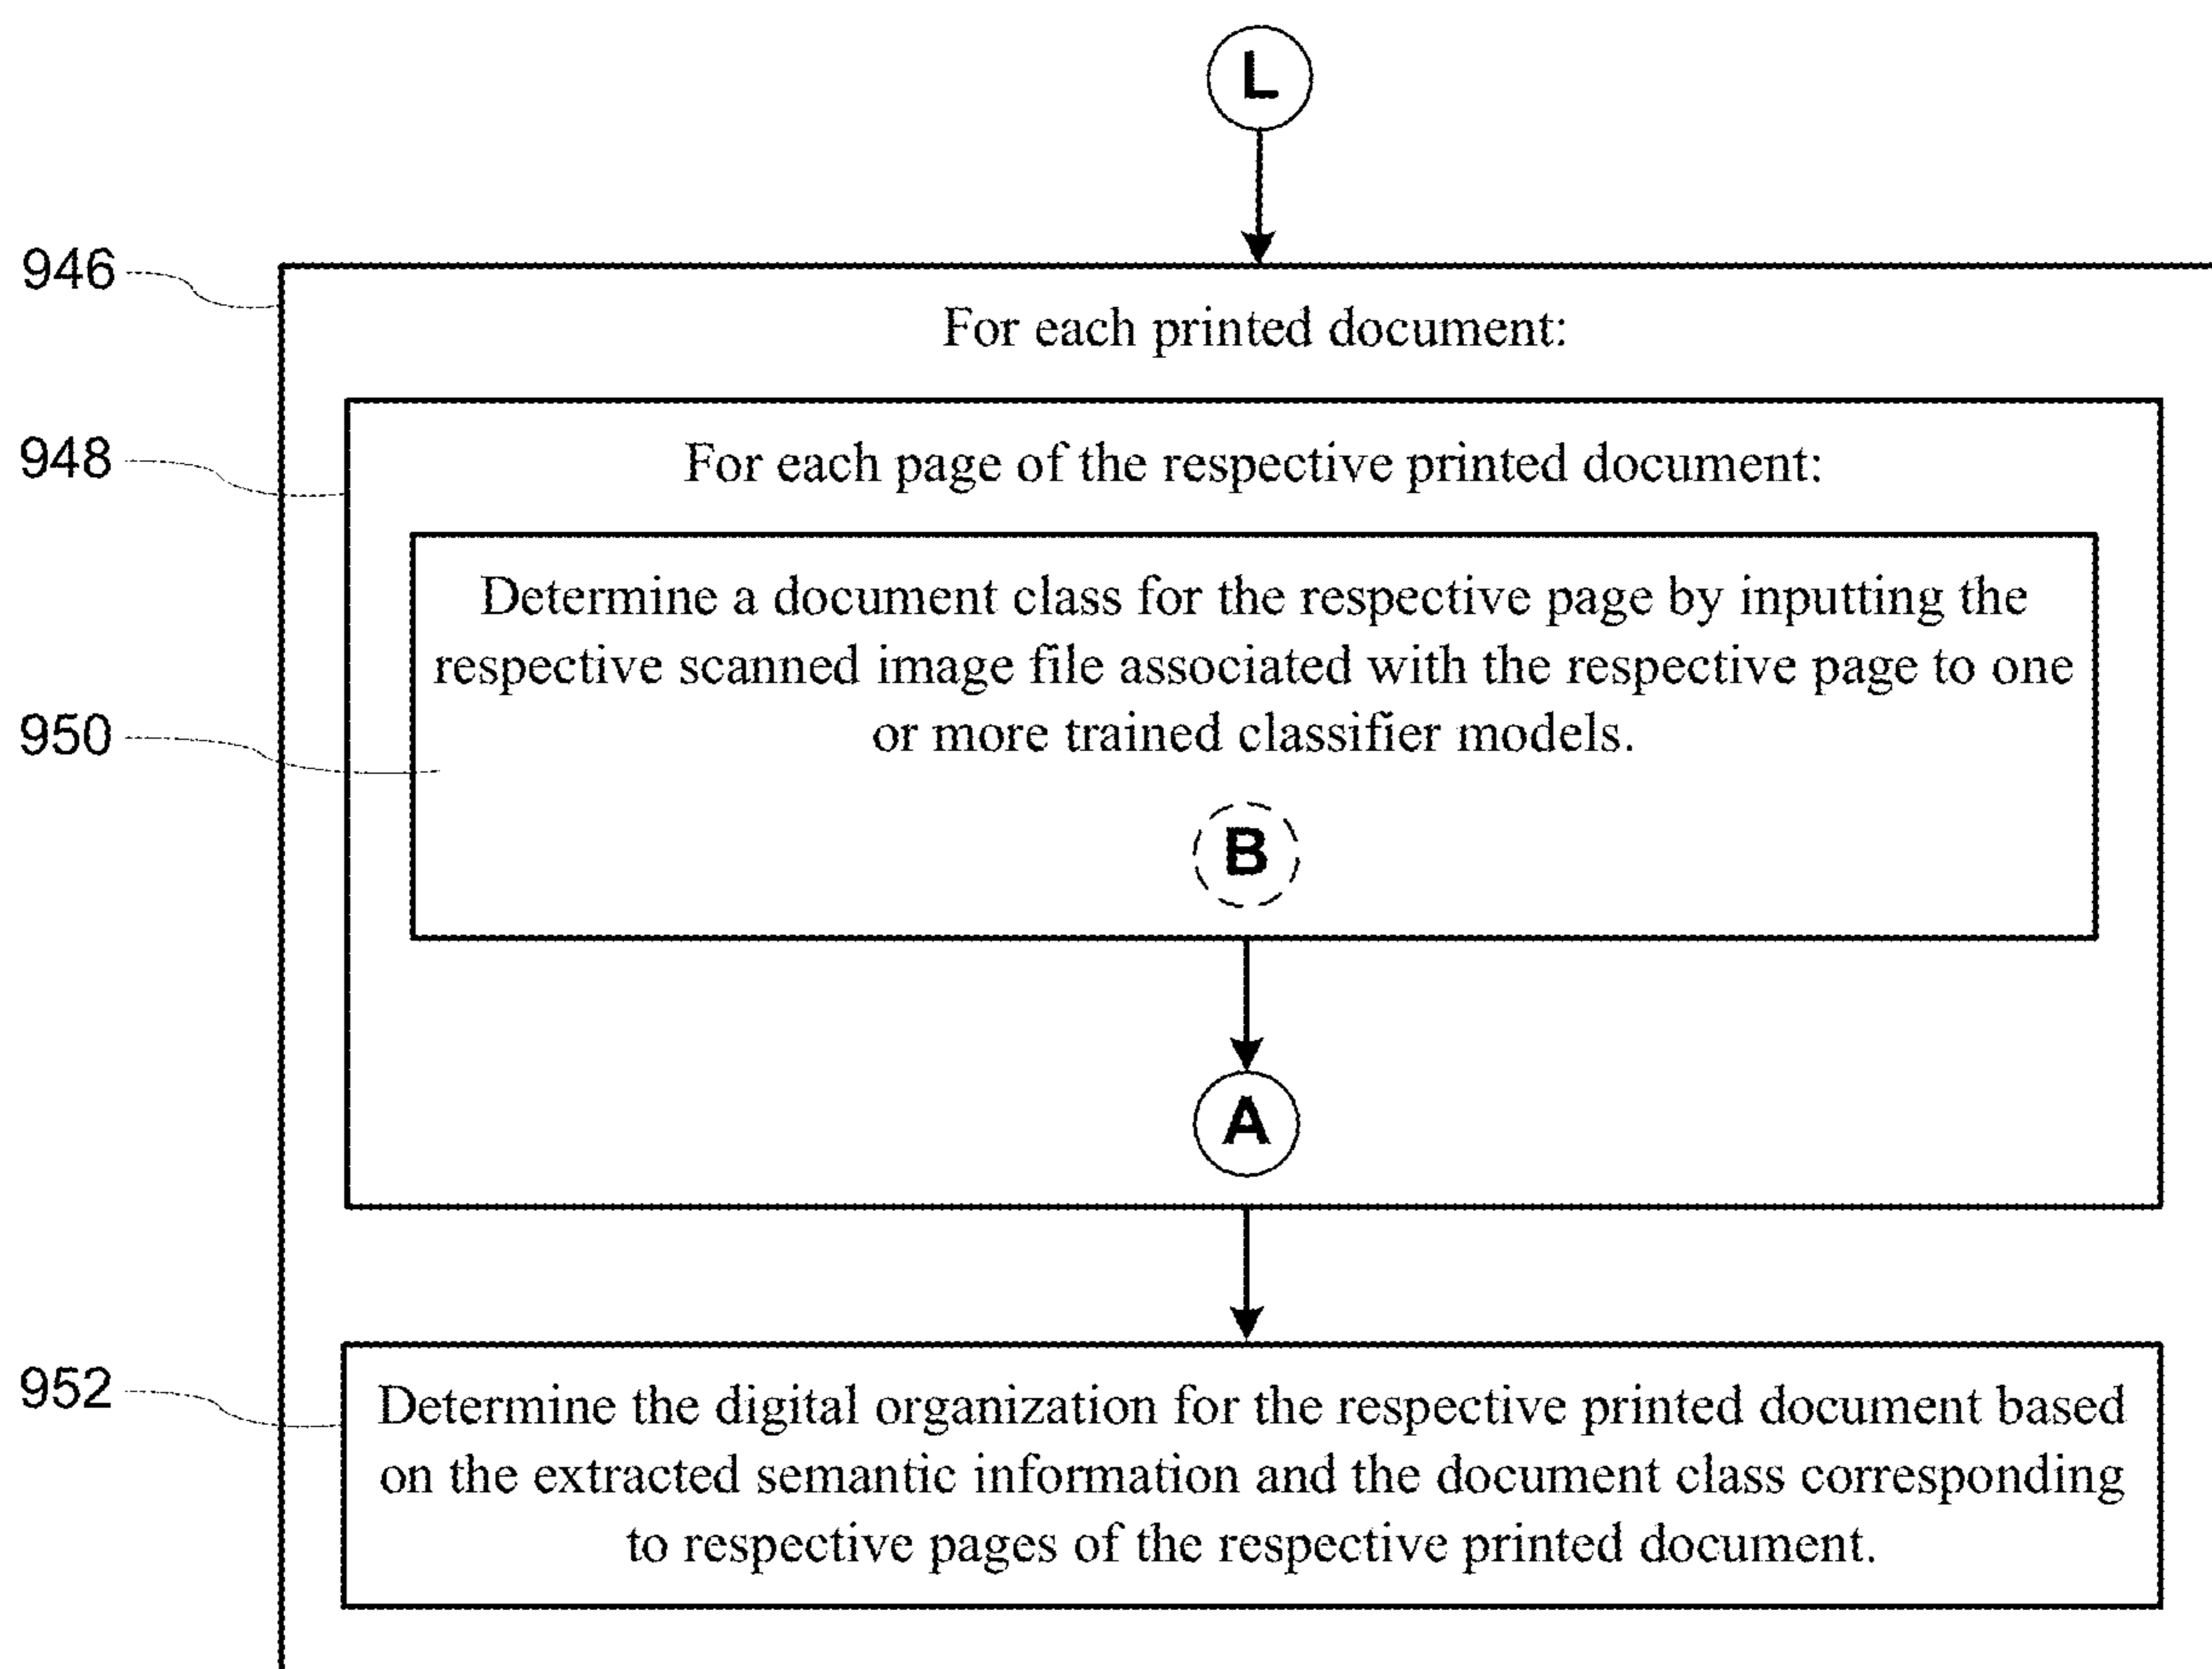 L
946
For each printed document:
948
For each page of the respective printed document:
Determine a document class for the respective page by inputting the
respective scanned image file associated with the respective page to one
950
or more trained classifier models.
B
A
952
Determine the digital organization for the respective printed document based
on the extracted semantic information and the document class corresponding
to respective pages of the respective printed document.